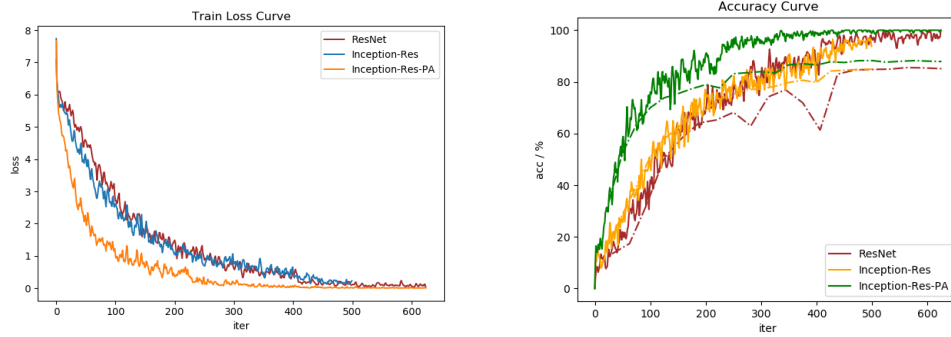 Train Loss Curve
8
7
6
5
4
3
2
1
0
loss
0 100 200 300 400 500 600
iter
ResNet
Inception-Res
Inception-Res-PA
Accuracy Curve
100
80
60
40
20
0
acc / %
0 100 200 300 400 500 600
iter
ResNet
Inception-Res
Inception-Res-PA